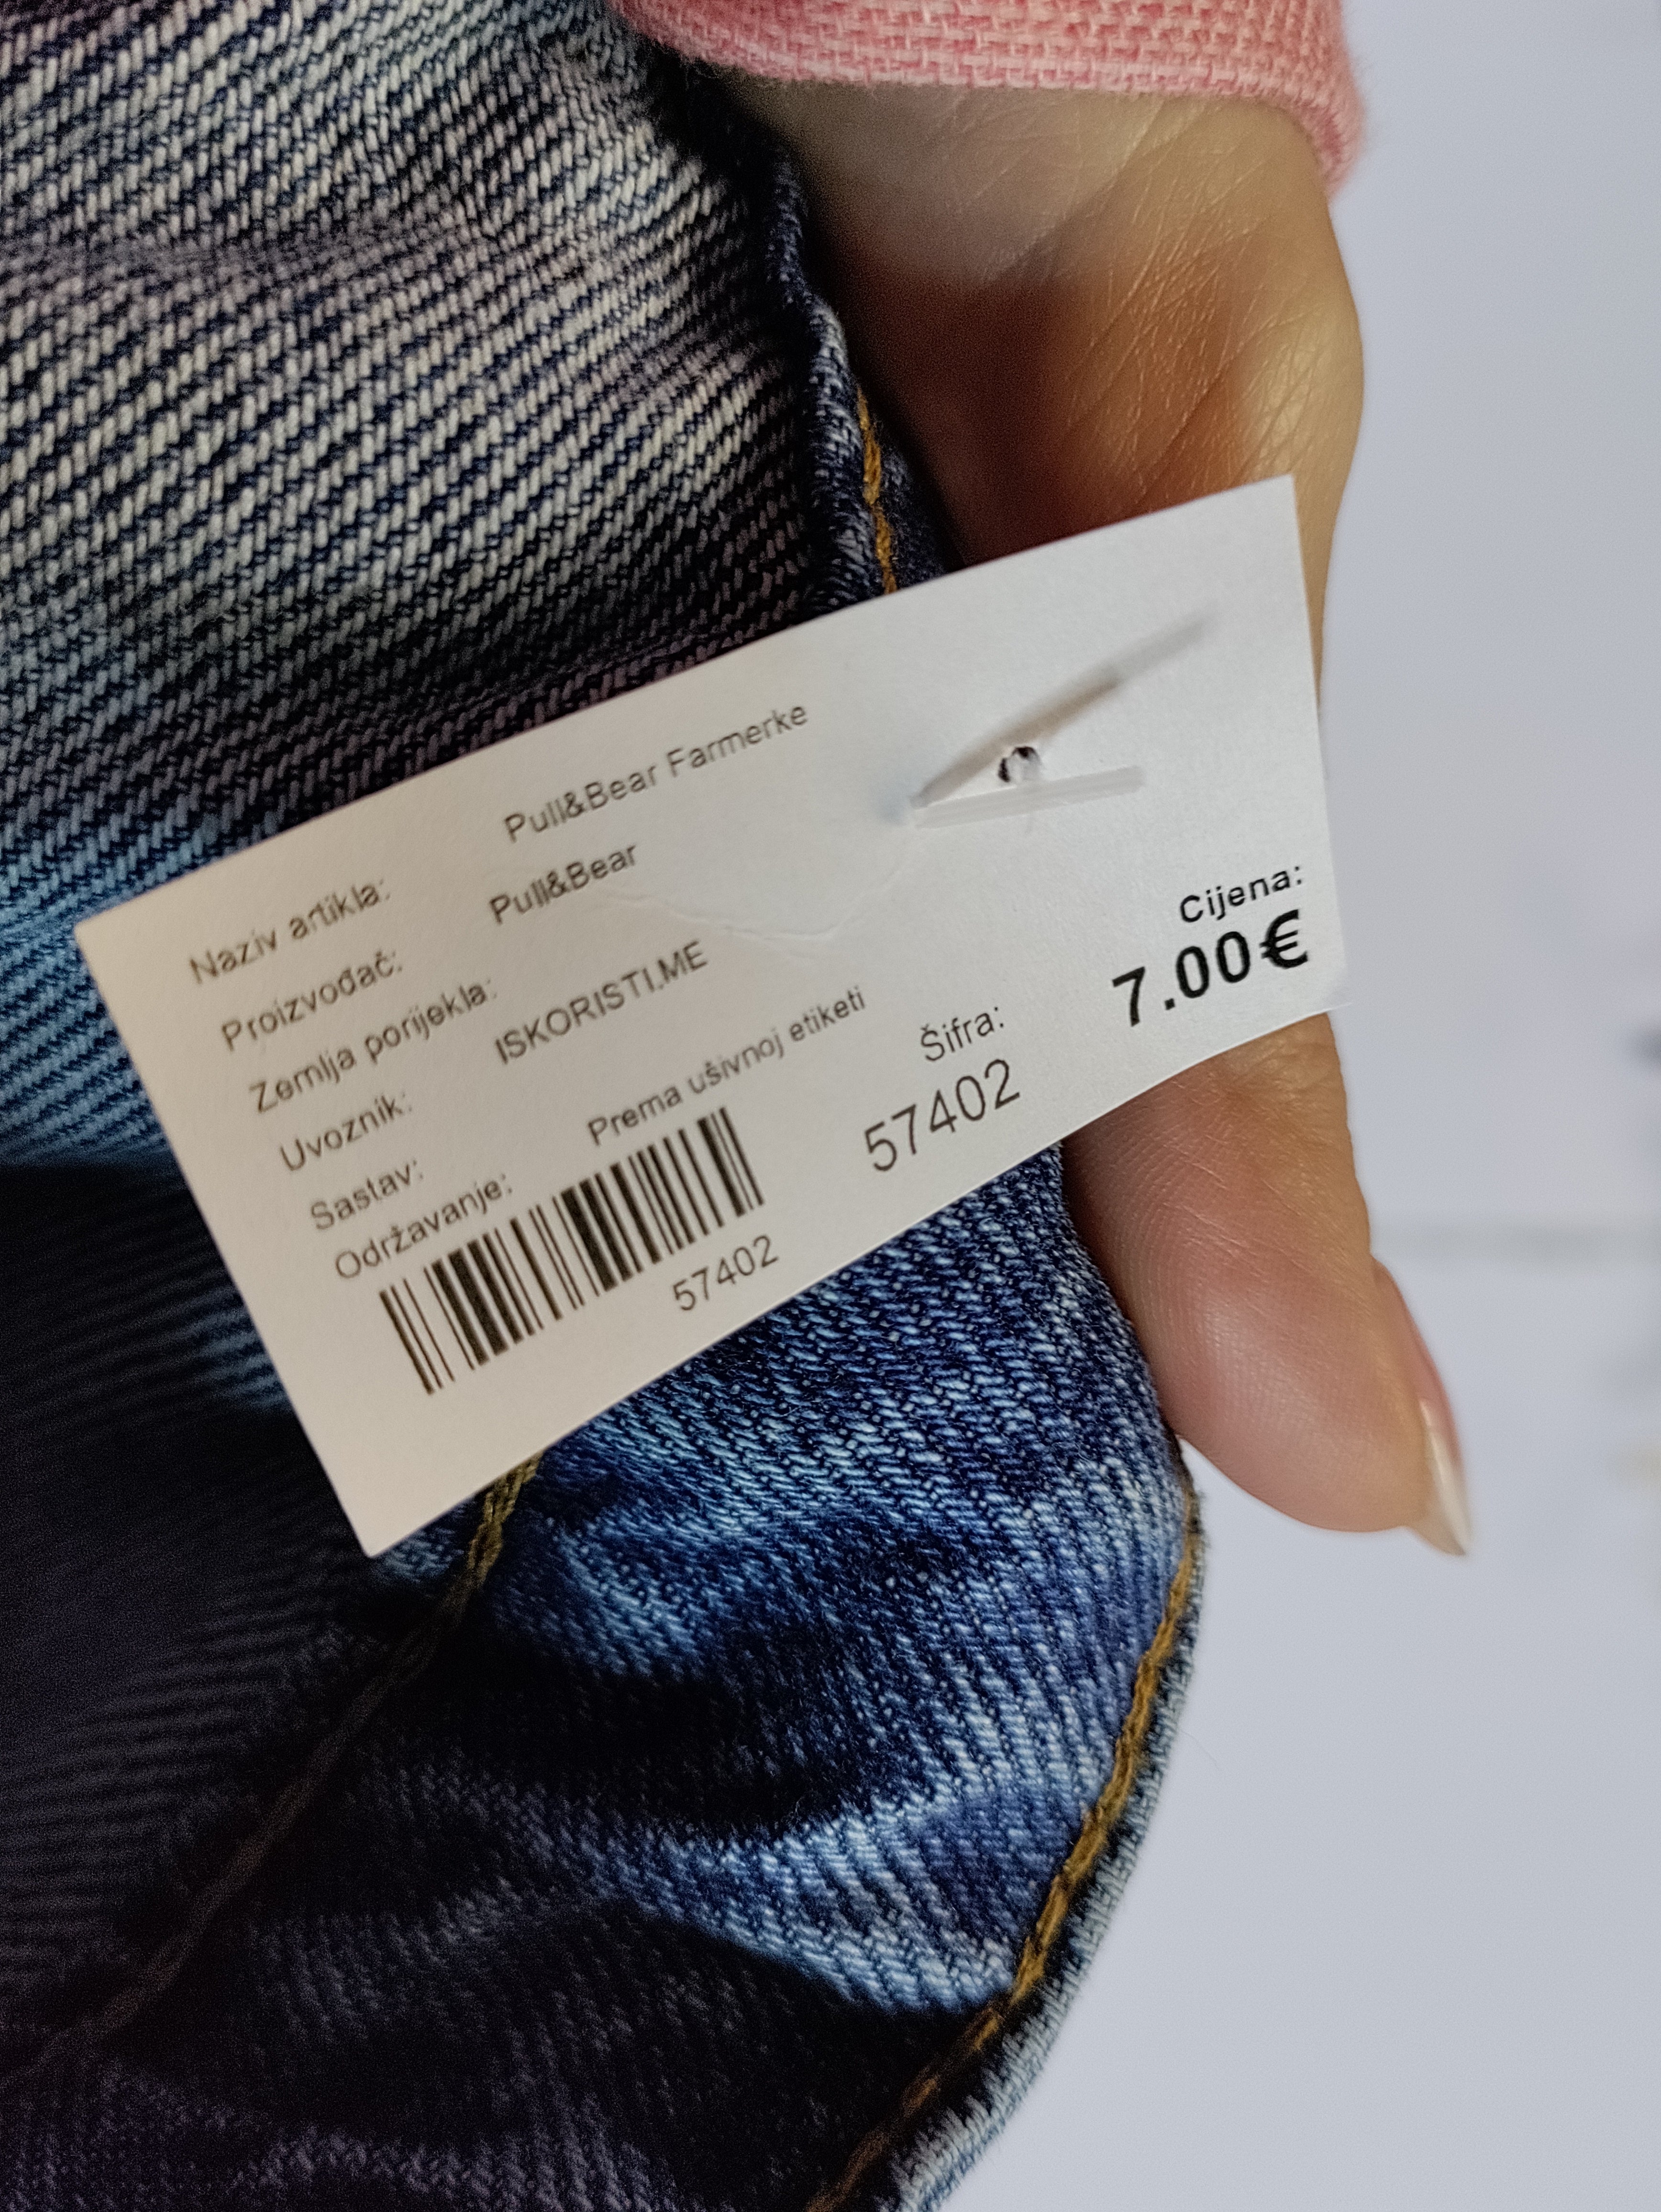 Naziv artikla: Pull&Bear Farmerke
Proizvođač: Pull&Bear
Zemlja porijekla:
Uvoznik: ISKORISTI.ME
Sastav:
Održavanje: Prema ušivnoj etiketi
57402
Šifra:
57402
Cijena:
7.00€